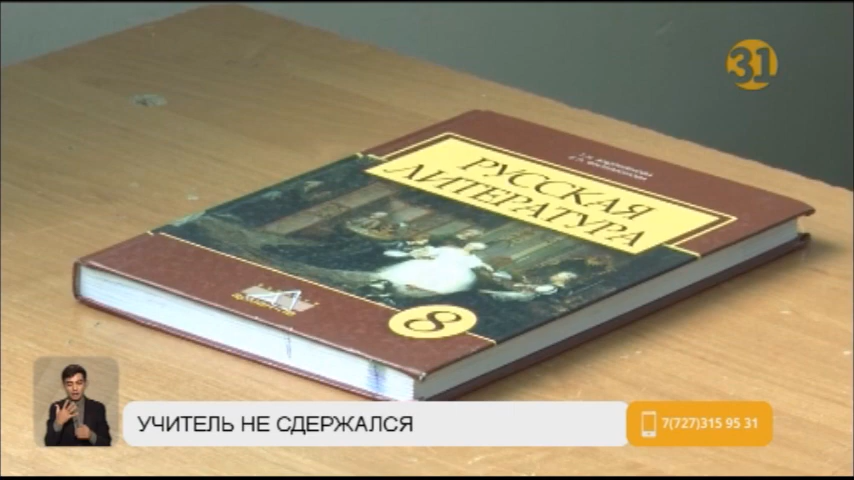 31
РУССКАЯ
ЛИТЕРАТУРА
8
УЧИТЕЛЬ НЕ СДЕРЖАЛСЯ
7(727)315 95 31